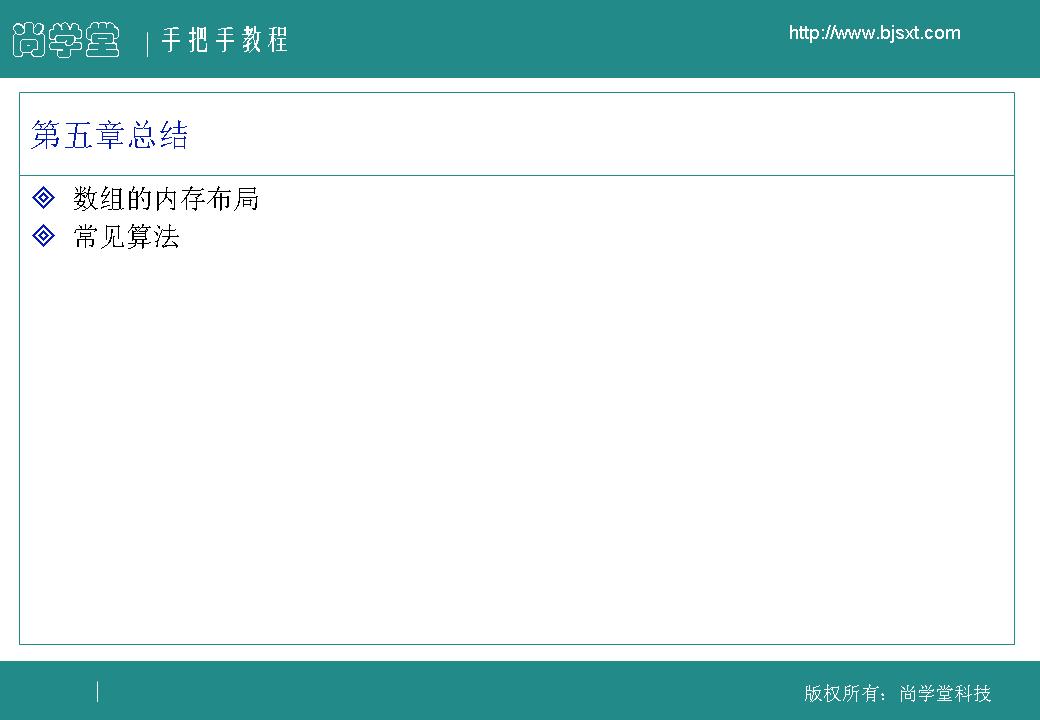 尚学堂 | 手把手教程
http://www.bjsxt.com
第五章总结
数组的内存布局
常见算法
版权所有：尚学堂科技